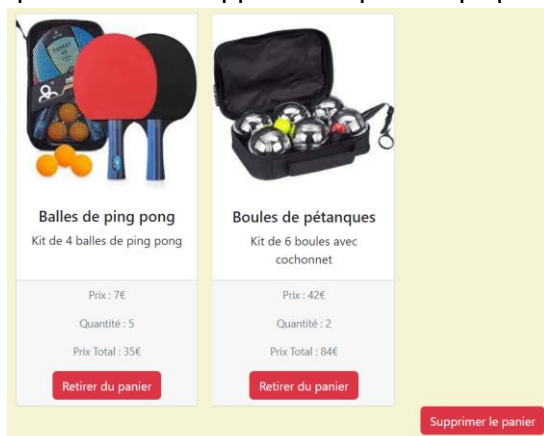 Balles de ping pong
Kit de 4 balles de ping pong
Prix : 7€
Quantité : 5
Prix Total : 35€
Retirer du panier
Boules de pétanques
Kit de 6 boules avec
cochonnet
Prix : 42€
Quantité : 2
Prix Total : 84€
Retirer du panier
Supprimer le panier